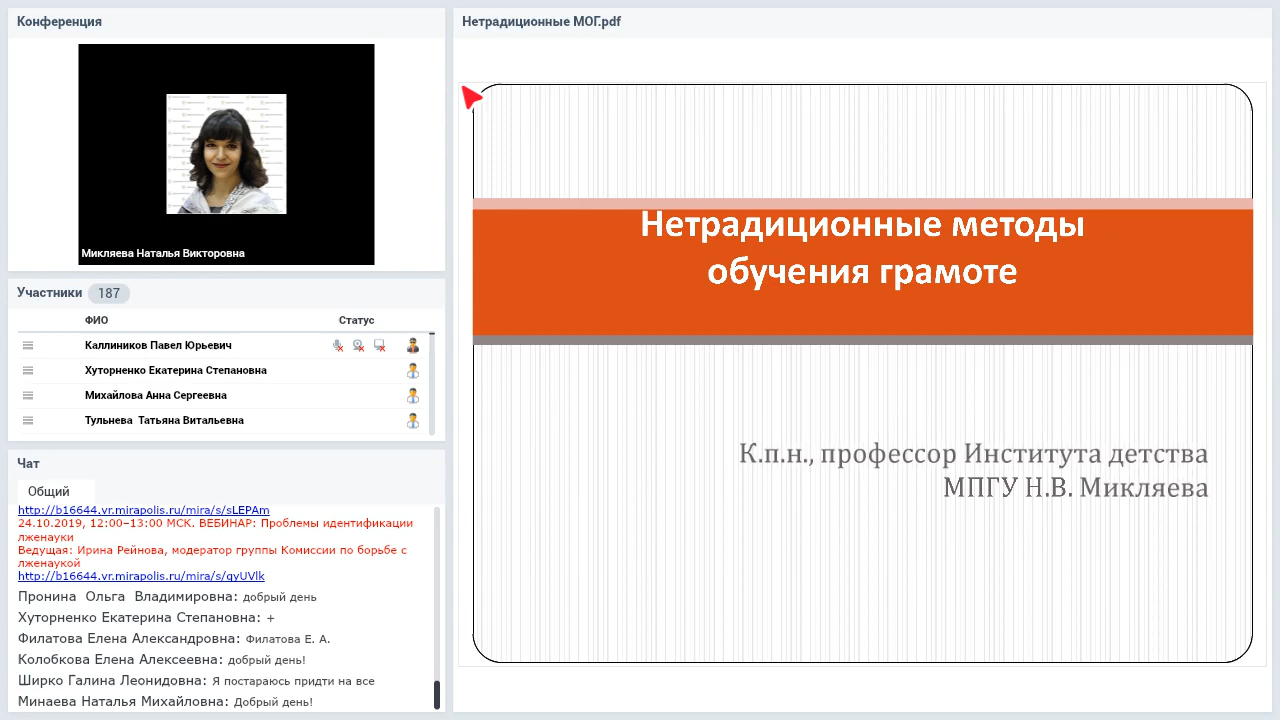 Конференция
Микляева Наталья Викторовна
Участники 187
ФИО Статус
Каллиников Павел Юрьевич
Хуторненко Екатерина Степановна
Михайлова Анна Сергеевна
Тульнева Татьяна Витальевна
Чат
Общий
http://b16644.vr.mirapolis.ru/mira/s/sLEPAm
24.10.2019, 12:00–13:00 МСК. ВЕБИНАР: Проблемы идентификации
лженауки
Ведущая: Ирина Рейнова, модератор группы Комиссии по борьбе с
лженаукой
http://b16644.vr.mirapolis.ru/mira/s/qyUVlk
Пронина Ольга Владимировна: добрый день
Хуторненко Екатерина Степановна: +
Филатова Елена Александровна: Филатова Е. А.
Колобкова Елена Алексеевна: добрый день!
Ширко Галина Леонидовна: Я постараюсь придти на все
Минаева Наталья Михайловна: Добрый день!
Нетрадиционные МОГ.pdf
Нетрадиционные методы
обучения грамоте
К.п.н., профессор Института детства
МПГУ Н.В. Микляева